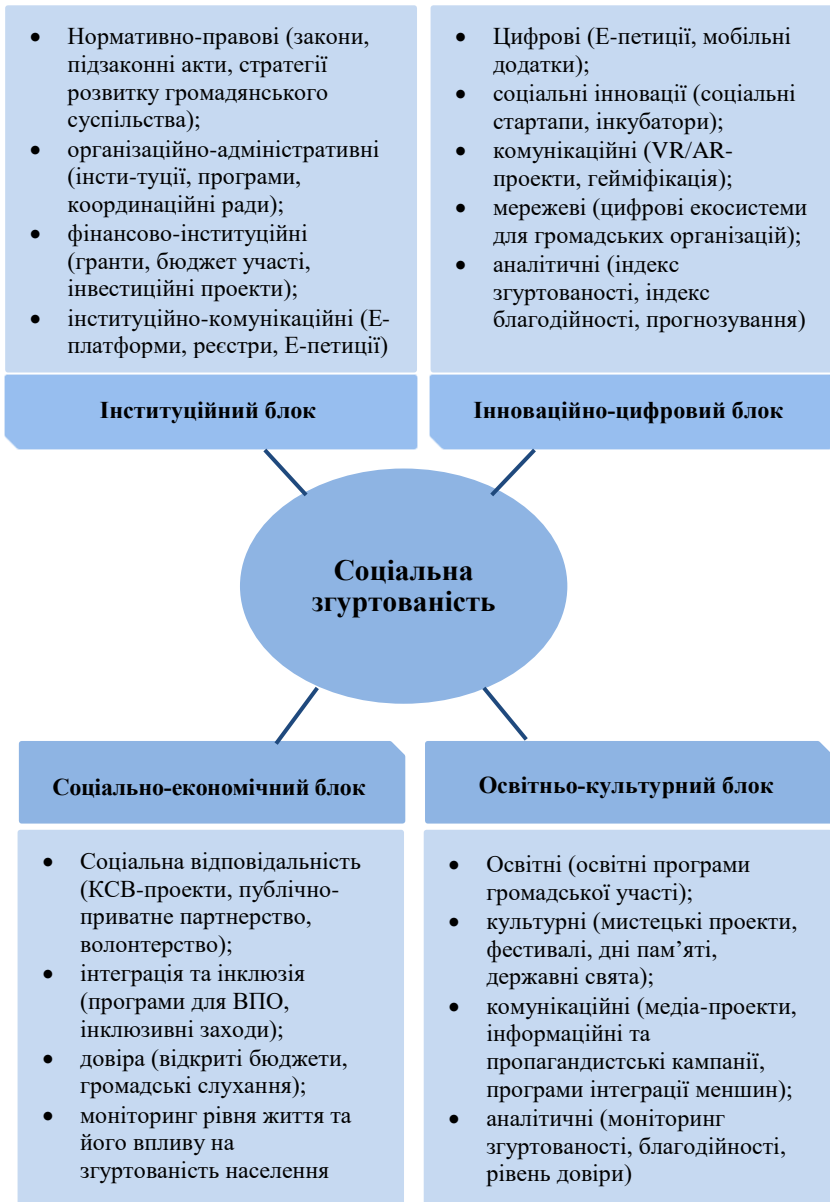 • Нормативно-правові (закони,
підзаконні акти, стратегії
розвитку громадянського
суспільства);
• організаційно-адміністративні
(інсти-туції, програми,
координаційні ради);
• фінансово-інституційні
(гранти, бюджет участі,
інвестиційні проекти);
• інституційно-комунікаційні (Е-
платформи, реєстри, Е-петиції)
Інституційний блок
• Цифрові (Е-петиції, мобільні
додатки);
• соціальні інновації (соціальні
стартапи, інкубатори);
• комунікаційні (VR/AR-
проекти, гейміфікація);
• мережеві (цифрові екосистеми
для громадських організацій);
• аналітичні (індекс
згуртованості, індекс
благодійності, прогнозування)
Інноваційно-цифровий блок
Соціальна
згуртованість
Соціально-економічний блок
• Соціальна відповідальність
(КСВ-проекти, публічно-
приватне партнерство,
волонтерство);
• інтеграція та інклюзія
(програми для ВПО,
інклюзивні заходи);
• довіра (відкриті бюджети,
громадські слухання);
• моніторинг рівня життя та
його впливу на
згуртованість населення
Освітньо-культурний блок
• Освітні (освітні програми
громадської участі);
• культурні (мистецькі проекти,
фестивалі, дні пам’яті,
державні свята);
• комунікаційні (медіа-проекти,
інформаційні та
пропагандистські кампанії,
програми інтеграції меншин);
• аналітичні (моніторинг
згуртованості, благодійності,
рівень довіри)